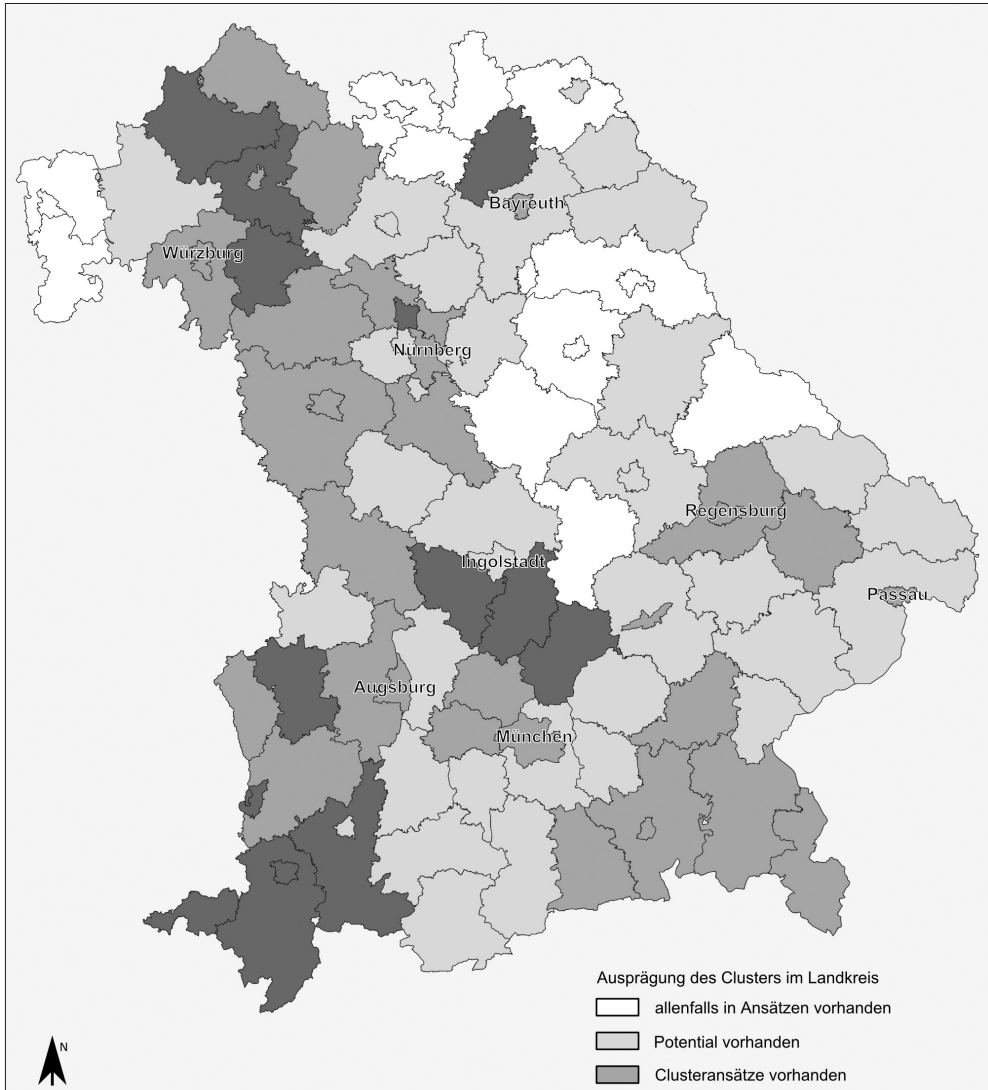 Bayreuth
Würzburg
Nürnberg
Regensburg
Ingolstadt
Passau
Augsburg
München
Ausprägung des Clusters im Landkreis
allenfalls in Ansätzen vorhanden
Potential vorhanden
Clusteransätze vorhanden
N